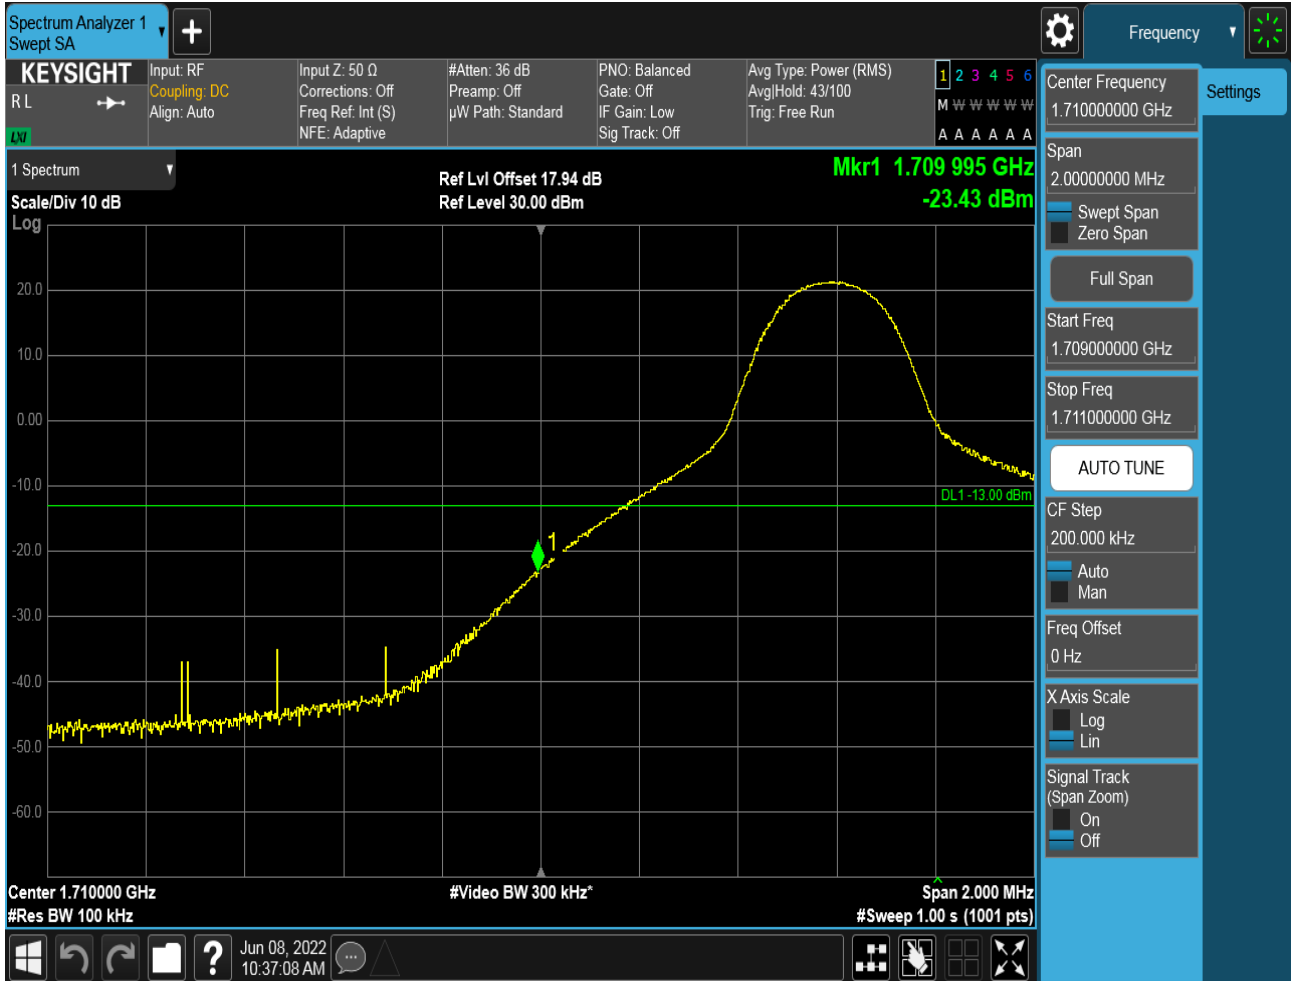 Spectrum Analyzer 1
Swept SA
Frequency
KEYSIGHT
R L
LXI
Input: RF
Coupling: DC
Align: Auto
Input Z: 50 Ω
Corrections: Off
Freq Ref: Int (S)
NFE: Adaptive
#Atten: 36 dB
Preamp: Off
µW Path: Standard
PNO: Balanced
Gate: Off
IF Gain: Low
Sig Track: Off
Avg Type: Power (RMS)
Avg|Hold: 43/100
Trig: Free Run
1 2 3 4 5 6
M W W W W W
A A A A A A
1 Spectrum
Scale/Div 10 dB
Log
Ref Lvl Offset 17.94 dB
Ref Level 30.00 dBm
Mkr1 1.709 995 GHz
-23.43 dBm
20.0
10.0
0.00
-10.0
DL1 -13.00 dBm
-20.0
1
-30.0
-40.0
-50.0
-60.0
Center 1.710000 GHz
#Res BW 100 kHz
#Video BW 300 kHz*
Span 2.000 MHz
#Sweep 1.00 s (1001 pts)
Jun 08, 2022
10:37:08 AM
?
Center Frequency
1.710000000 GHz
Settings
Span
2.00000000 MHz
Swept Span
Zero Span
Full Span
Start Freq
1.709000000 GHz
Stop Freq
1.711000000 GHz
AUTO TUNE
CF Step
200.000 kHz
Auto
Man
Freq Offset
0 Hz
X Axis Scale
Log
Lin
Signal Track
(Span Zoom)
On
Off